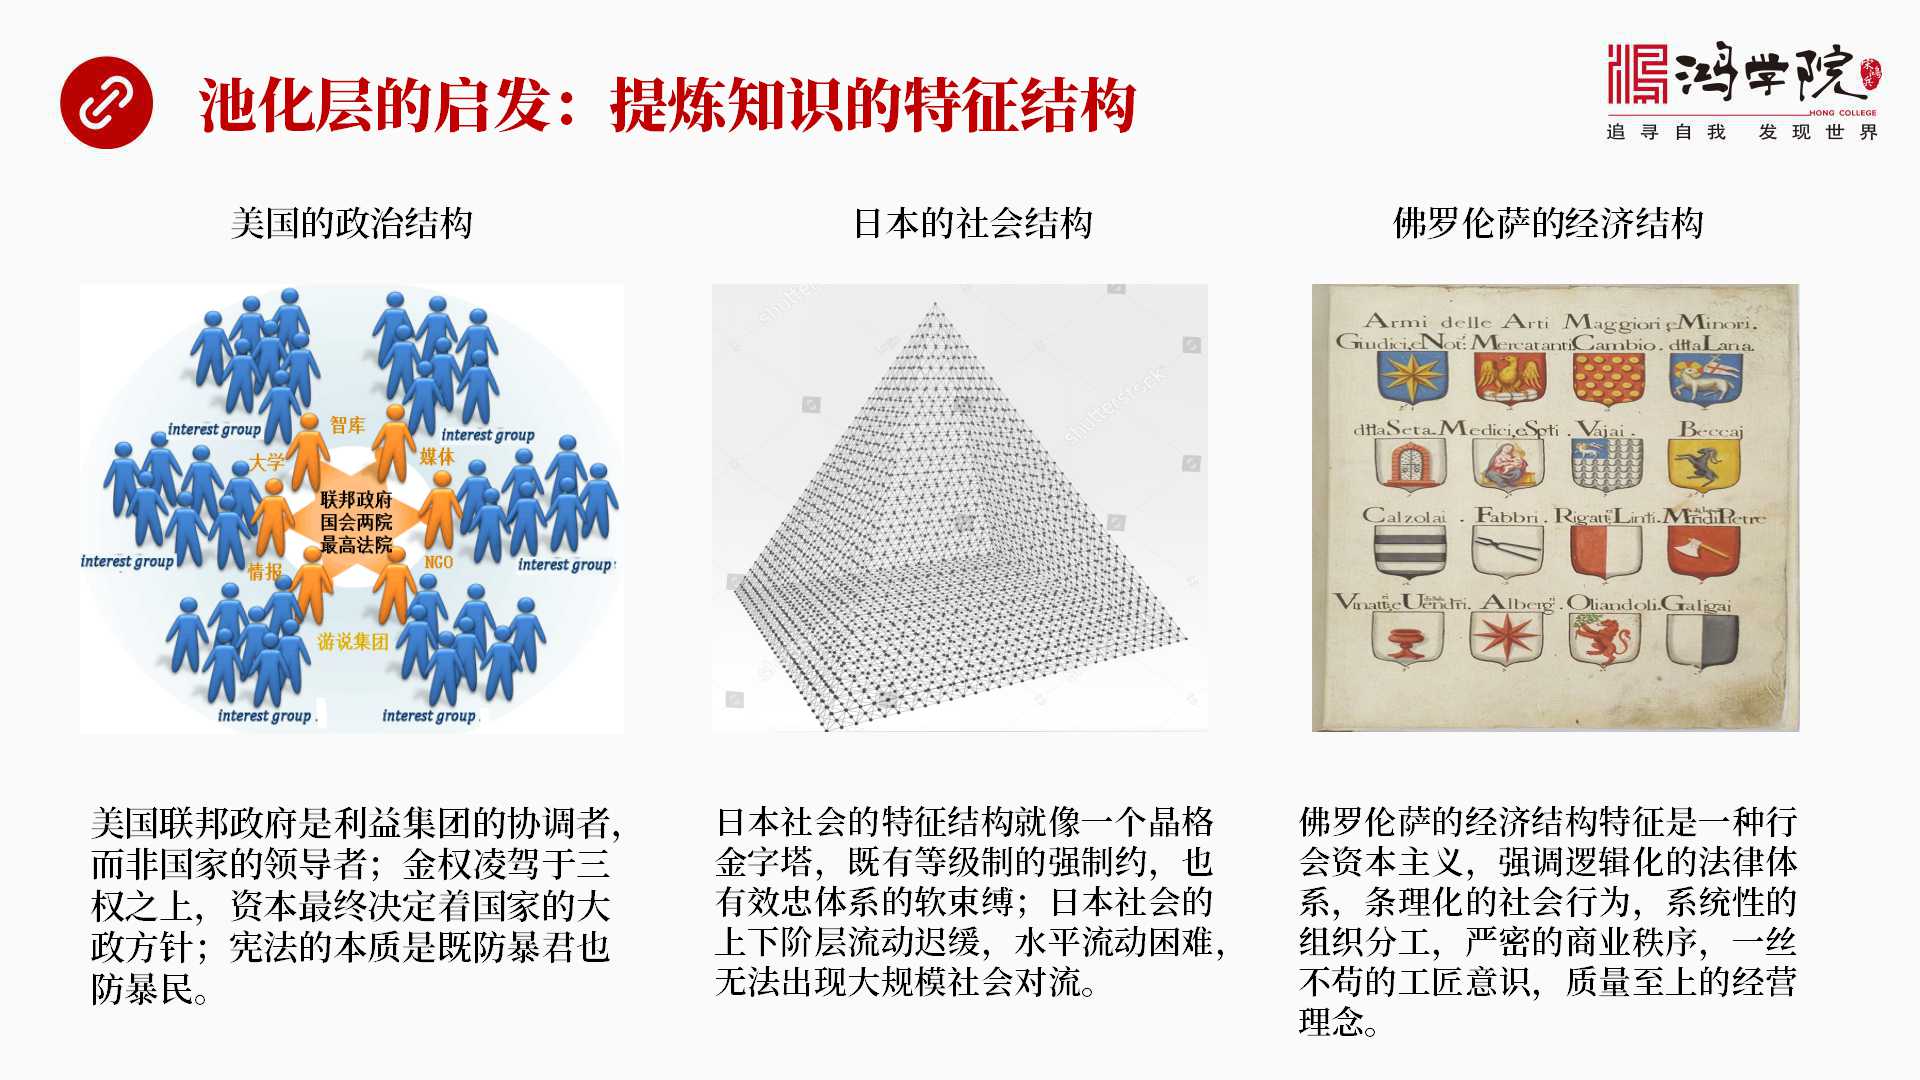 池化层的启发：提炼知识的特征结构
鸿学院
HONG COLLEGE
追寻自我 发现世界
美国的政治结构
日本的社会结构
佛罗伦萨的经济结构
interest group
智库
interest group
大学
媒体
联邦政府
国会两院
最高法院
interest group
情报
NGO
interest group
游说集团
interest group
interest group
shutterstock
Armi delle Arti Maggiori e Minori.
Giudici, e Not: Mercatanti Cambio. Lana.
Seta. Medici, e Spti. Vajai. Beccaj
Calzolai. Fabbri. Rigatt: Linti.
Alberg. Oliandoli. Galigai
美国联邦政府是利益集团的协调者，
而非国家的领导者；金权凌驾于三
权之上，资本最终决定着国家的大
政方针；宪法的本质是既防暴君也
防暴民。
日本社会的特征结构就像一个晶格
金字塔，既有等级制的强制约，也
有效忠体系的软束缚；日本社会的
上下阶层流动迟缓，水平流动困难，
无法出现大规模社会对流。
佛罗伦萨的经济结构特征是一种行
会资本主义，强调逻辑化的法律体
系，条理化的社会行为，系统性的
组织分工，严密的商业秩序，一丝
不苟的工匠意识，质量至上的经营
理念。